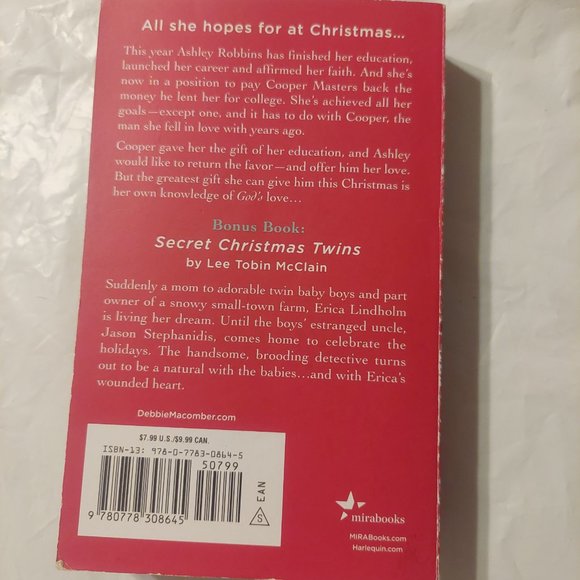 All she hopes for at Christmas...
This year Ashley Robbins has finished her education,
launched her career and affirmed her faith. And she's
now in a position to pay Cooper Masters back the
money he lent her for college. She's achieved all her
goals—except one, and it has to do with Cooper, the
man she fell in love with years ago.
Cooper gave her the gift of her education, and Ashley
would like to return the favor—and offer him her love.
But the greatest gift she can give him this Christmas is
her own knowledge of God's love...
Bonus Book:
Secret Christmas Twins
by Lee Tobin McClain
Suddenly a mom to adorable twin baby boys and part
owner of a snowy small-town farm, Erica Lindholm
is living her dream. Until the boys' estranged uncle,
Jason Stephanidis, comes home to celebrate the
holidays. The handsome, brooding detective turns
out to be a natural with the babies...and with Erica's
wounded heart.
DebbieMacomber.com
$7.99 U.S./$9.99 CAN.
ISBN-13: 978-0-7783-0864-5
50799
9 780778 308645
S
EAN
mirabooks
MIRABooks.com
Harlequin.com